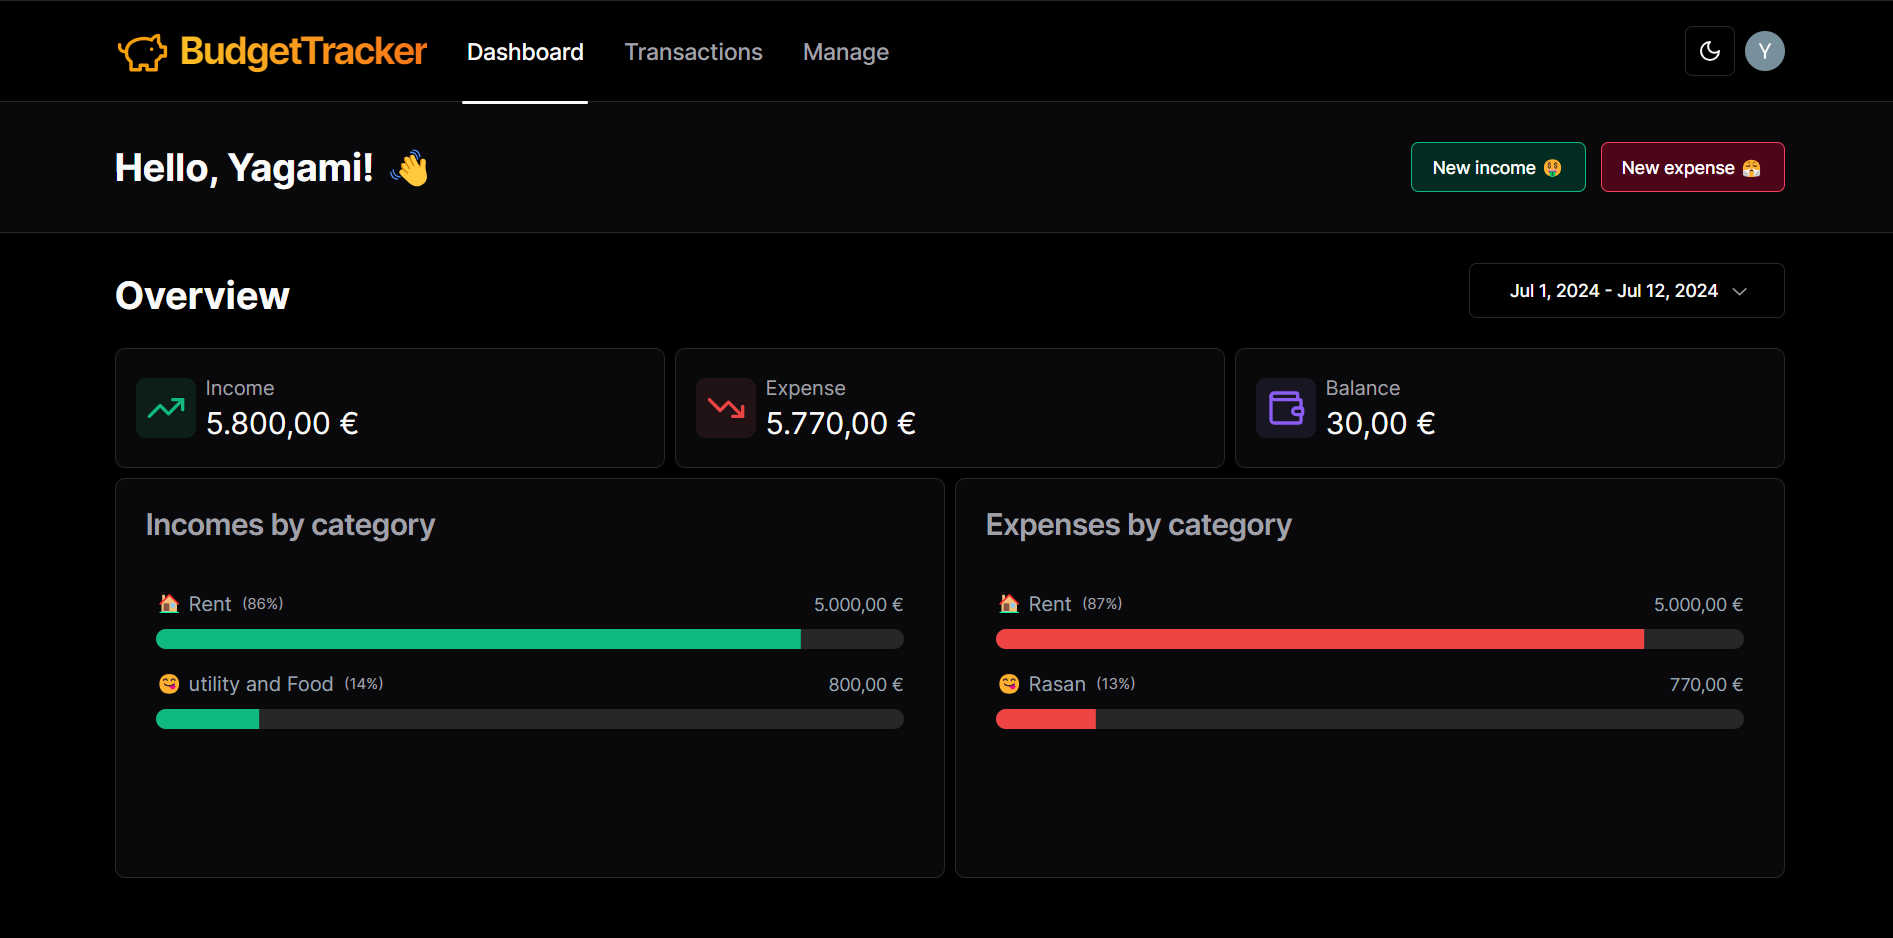 BudgetTracker Dashboard Transactions Manage Y
Hello, Yagami! 👋 New income 🤑 New expense 😤
Overview Jul 1, 2024 - Jul 12, 2024
Income Expense Balance
5.800,00 € 5.770,00 € 30,00 €
Incomes by category
🏠 Rent (86%) 5.000,00 €
😋 utility and Food (14%) 800,00 €
Expenses by category
🏠 Rent (87%) 5.000,00 €
😋 Rasan (13%) 770,00 €